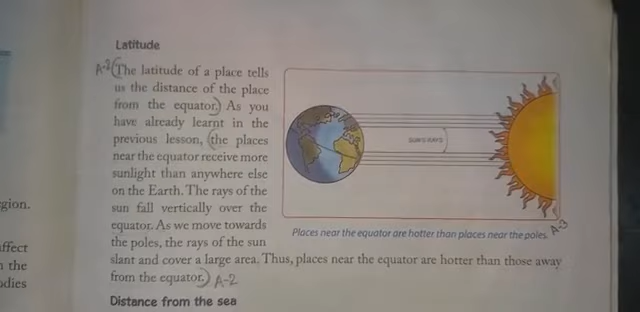 Latitude
A-2 (The latitude of a place tells
us the distance of the place
from the equator.) As you
have already learnt in the
previous lesson, (the places
near the equator receive more
sunlight than anywhere else
on the Earth. The rays of the
sun fall vertically over the
equator. As we move towards
the poles, the rays of the sun
slant and cover a large area. Thus, places near the equator are hotter than those away
from the equator.) A-2
SUN'S RAYS
Places near the equator are hotter than places near the poles. A-3
Distance from the sea
gion.
affect
the
odies